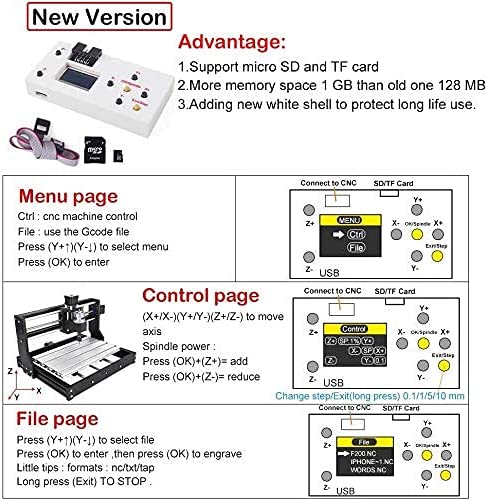 New Version
Advantage:
1.Support micro SD and TF card
2.More memory space 1 GB than old one 128 MB
3.Adding new white shell to protect long life use.
Menu page
Ctrl : cnc machine control
File : use the Gcode file
Press (Y+↑)(Y-↓) to select menu
Press (OK) to enter
Connect to CNC SD/TF Card
Y+
Z+ X- OK/Spindle X+
MENU
Ctrl
File
Exit/Step
Z- Y-
USB
Control page
(X+/X-)(Y+/Y-)(Z+/Z-) to move
axis
Spindle power :
Press (OK)+(Z+)= add
Press (OK)+(Z-)= reduce
Z
Y
X
Connect to CNC SD/TF Card
Y+
Z+ X- OK/Spindle X+
Control
Z+ SP:1% Y+
X- SP X+
Z- Y- 0.1
Exit/Step
Z- Y-
USB
Change step/Exit(long press) 0.1/1/5/10 mm
File page
Press (Y+↑)(Y-↓) to select file
Press (OK) to enter ,then press (OK) to engrave
Little tips : formats : nc/txt/tap
Long press (Exit) TO STOP .
Connect to CNC SD/TF Card
Y+
Z+ X- OK/Spindle X+
File
F200.NC
IPHONE~1.NC
WORDS.NC
Exit/Step
Z- Y-
USB